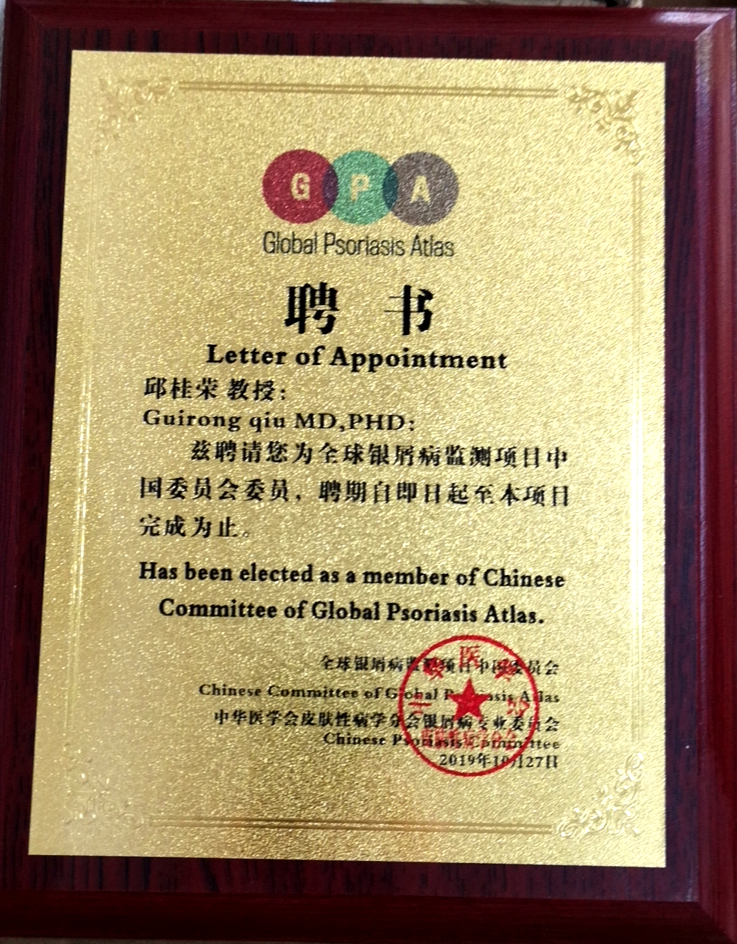 G P A
Global Psoriasis Atlas
聘 书
Letter of Appointment
邱桂荣 教授：
Guirong qiu MD,PHD:
兹聘请您为全球银屑病监测项目中
国委员会委员，聘期自即日起至本项目
完成为止。
Has been elected as a member of Chinese
Committee of Global Psoriasis Atlas.
全球银屑病监测项目中国委员会
Chinese Committee of Global Psoriasis Atlas
中华医学会皮肤性病学分会银屑病专业委员会
Chinese Psoriasis Committee
2019年10月27日